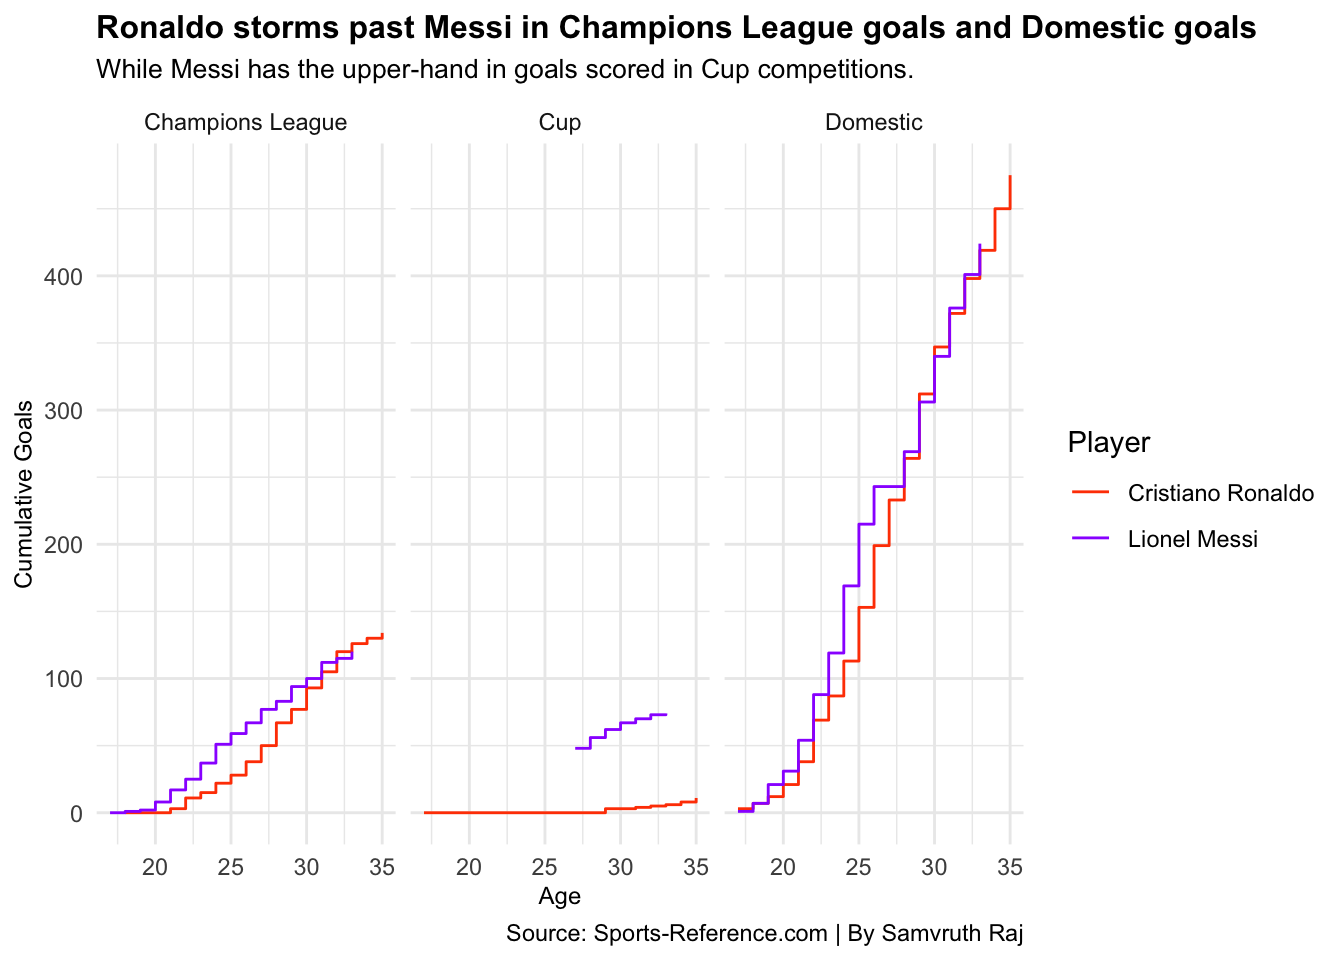 Ronaldo storms past Messi in Champions League goals and Domestic goals
While Messi has the upper-hand in goals scored in Cup competitions.
Champions League
Cup
Domestic
Cumulative Goals
400
300
200
100
0
20 25 30 35
20 25 30 35
20 25 30 35
Age
Player
Cristiano Ronaldo
Lionel Messi
Source: Sports-Reference.com | By Samvruth Raj